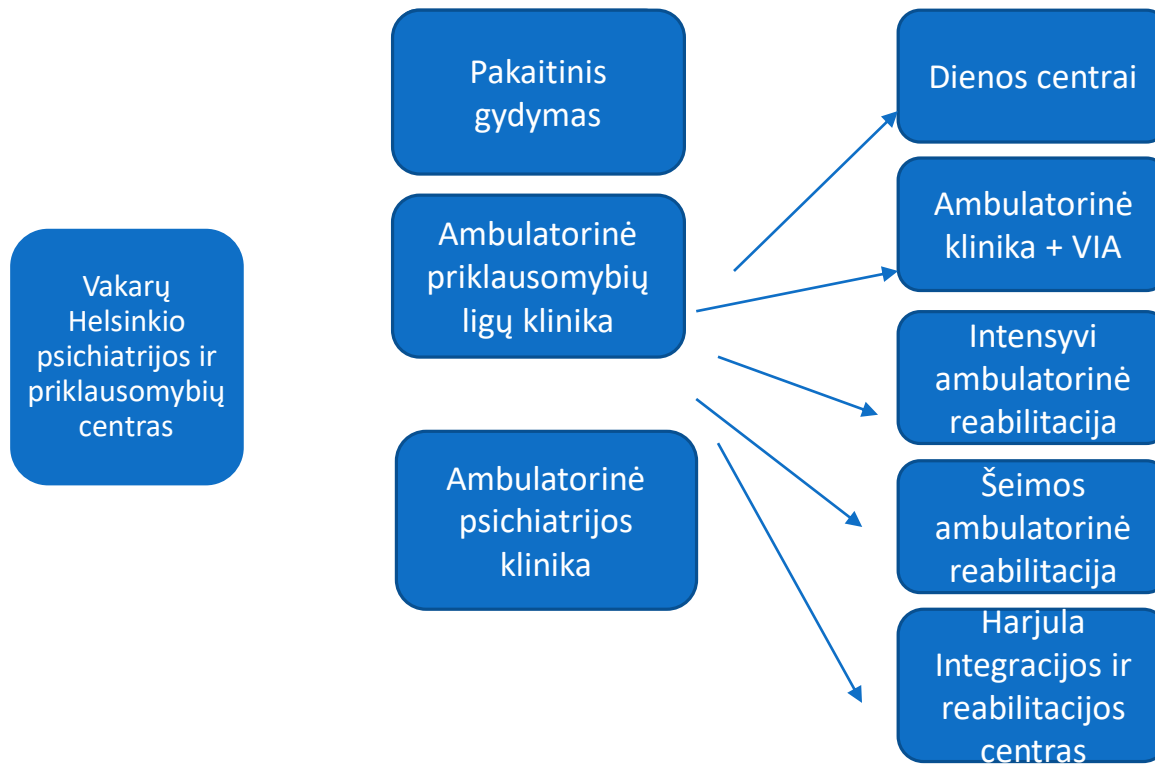 Vakarų
Helsinkio
psichiatrijos ir
priklausomybių
centras
Pakaitinis
gydymas
Ambulatorinė
priklausomybių
ligų klinika
Ambulatorinė
psichiatrijos
klinika
Dienos centrai
Ambulatorinė
klinika + VIA
Intensyvi
ambulatorinė
reabilitacija
Šeimos
ambulatorinė
reabilitacija
Harjula
Integracijos ir
reabilitacijos
centras